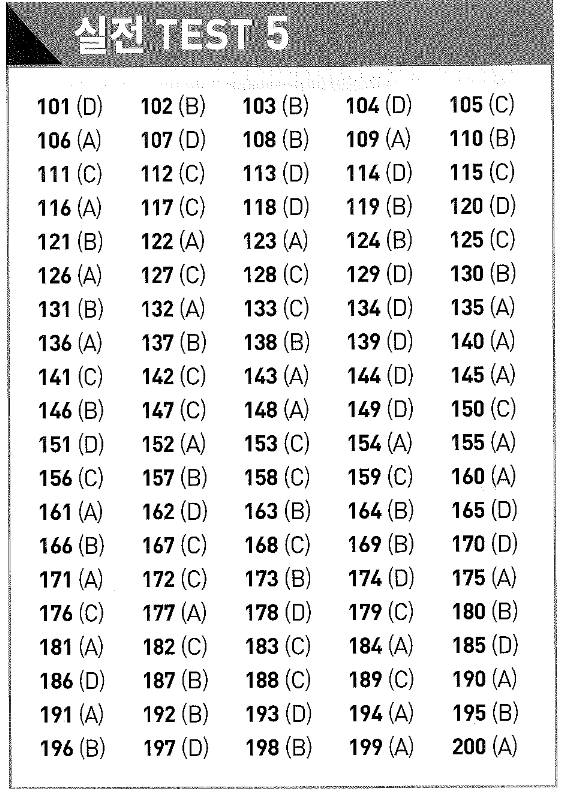 실전 TEST 5
101 (D) 102 (B) 103 (B) 104 (D) 105 (C)
106 (A) 107 (D) 108 (B) 109 (A) 110 (B)
111 (C) 112 (C) 113 (D) 114 (D) 115 (C)
116 (A) 117 (C) 118 (D) 119 (B) 120 (D)
121 (B) 122 (A) 123 (A) 124 (B) 125 (C)
126 (A) 127 (C) 128 (C) 129 (D) 130 (B)
131 (B) 132 (A) 133 (C) 134 (D) 135 (A)
136 (A) 137 (B) 138 (B) 139 (D) 140 (A)
141 (C) 142 (C) 143 (A) 144 (D) 145 (A)
146 (B) 147 (C) 148 (A) 149 (D) 150 (C)
151 (D) 152 (A) 153 (C) 154 (A) 155 (A)
156 (C) 157 (B) 158 (C) 159 (C) 160 (A)
161 (A) 162 (D) 163 (B) 164 (B) 165 (D)
166 (B) 167 (C) 168 (C) 169 (B) 170 (D)
171 (A) 172 (C) 173 (B) 174 (D) 175 (A)
176 (C) 177 (A) 178 (D) 179 (C) 180 (B)
181 (A) 182 (C) 183 (C) 184 (A) 185 (D)
186 (D) 187 (B) 188 (C) 189 (C) 190 (A)
191 (A) 192 (B) 193 (D) 194 (A) 195 (B)
196 (B) 197 (D) 198 (B) 199 (A) 200 (A)